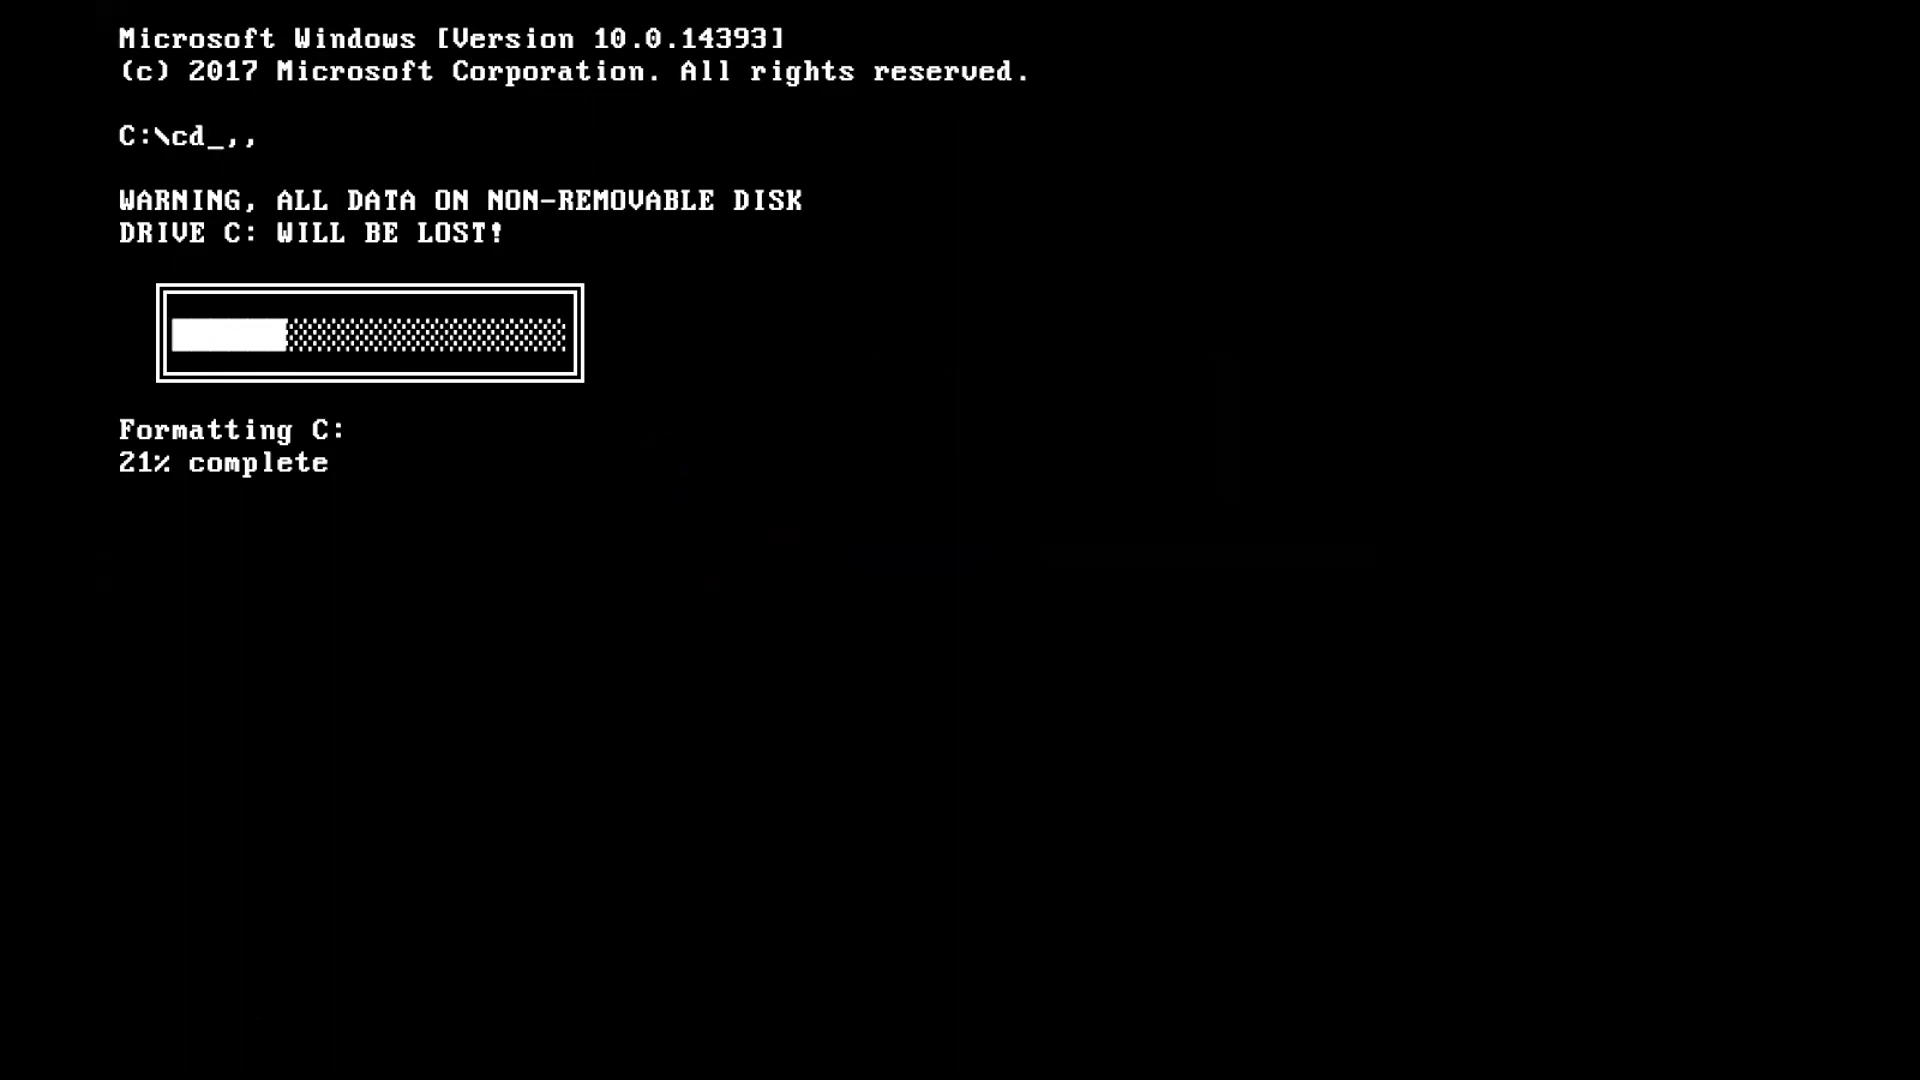 Microsoft Windows [Version 10.0.14393]
(c) 2017 Microsoft Corporation. All rights reserved.
C:\cd_,,
WARNING, ALL DATA ON NON-REMOVABLE DISK
DRIVE C: WILL BE LOST!
Formatting C:
21% complete